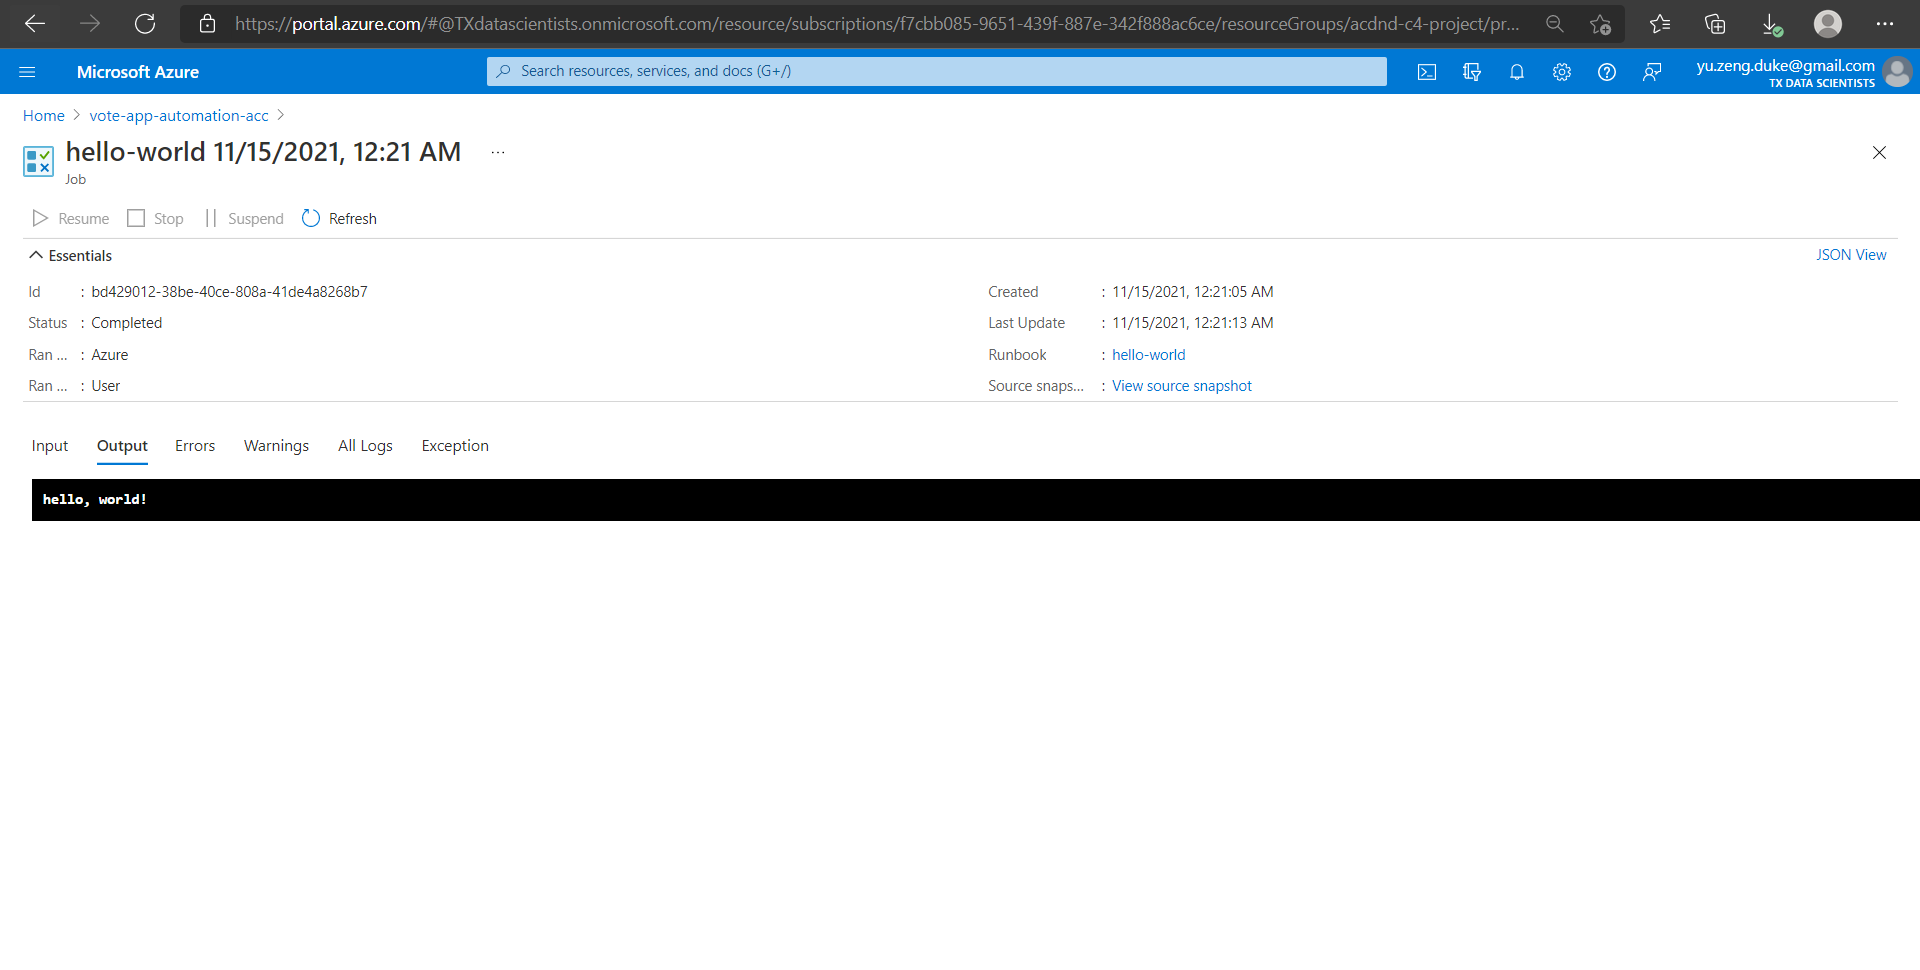 https://portal.azure.com/#@TXdatascientists.onmicrosoft.com/resource/subscriptions/f7cbb085-9651-439f-887e-342f888ac6ce/resourceGroups/acdnd-c4-project/pr...
Microsoft Azure
Search resources, services, and docs (G+/)
yu.zeng.duke@gmail.com
TX DATA SCIENTISTS
Home > vote-app-automation-acc >
hello-world 11/15/2021, 12:21 AM ...
Job
Resume Stop Suspend Refresh
Essentials JSON View
Id : bd429012-38be-40ce-808a-41de4a8268b7 Created : 11/15/2021, 12:21:05 AM
Status : Completed Last Update : 11/15/2021, 12:21:13 AM
Ran ... : Azure Runbook : hello-world
Ran ... : User Source snaps... : View source snapshot
Input Output Errors Warnings All Logs Exception
hello, world!